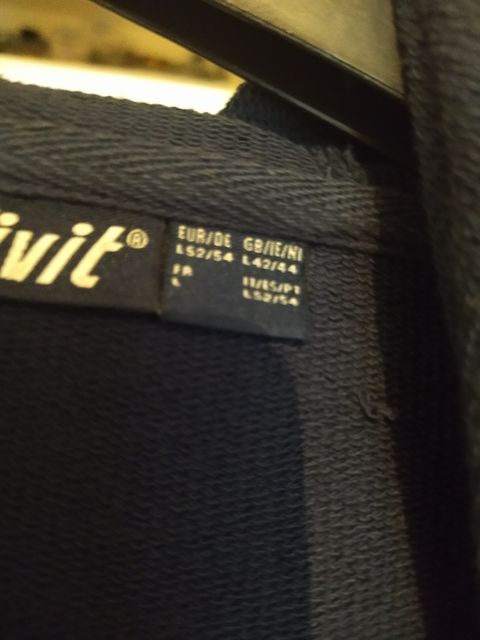 ivit®
EUR/DE GB/IE/NI
L52/54 L42/44
FR IT/ES/PT
L L52/54